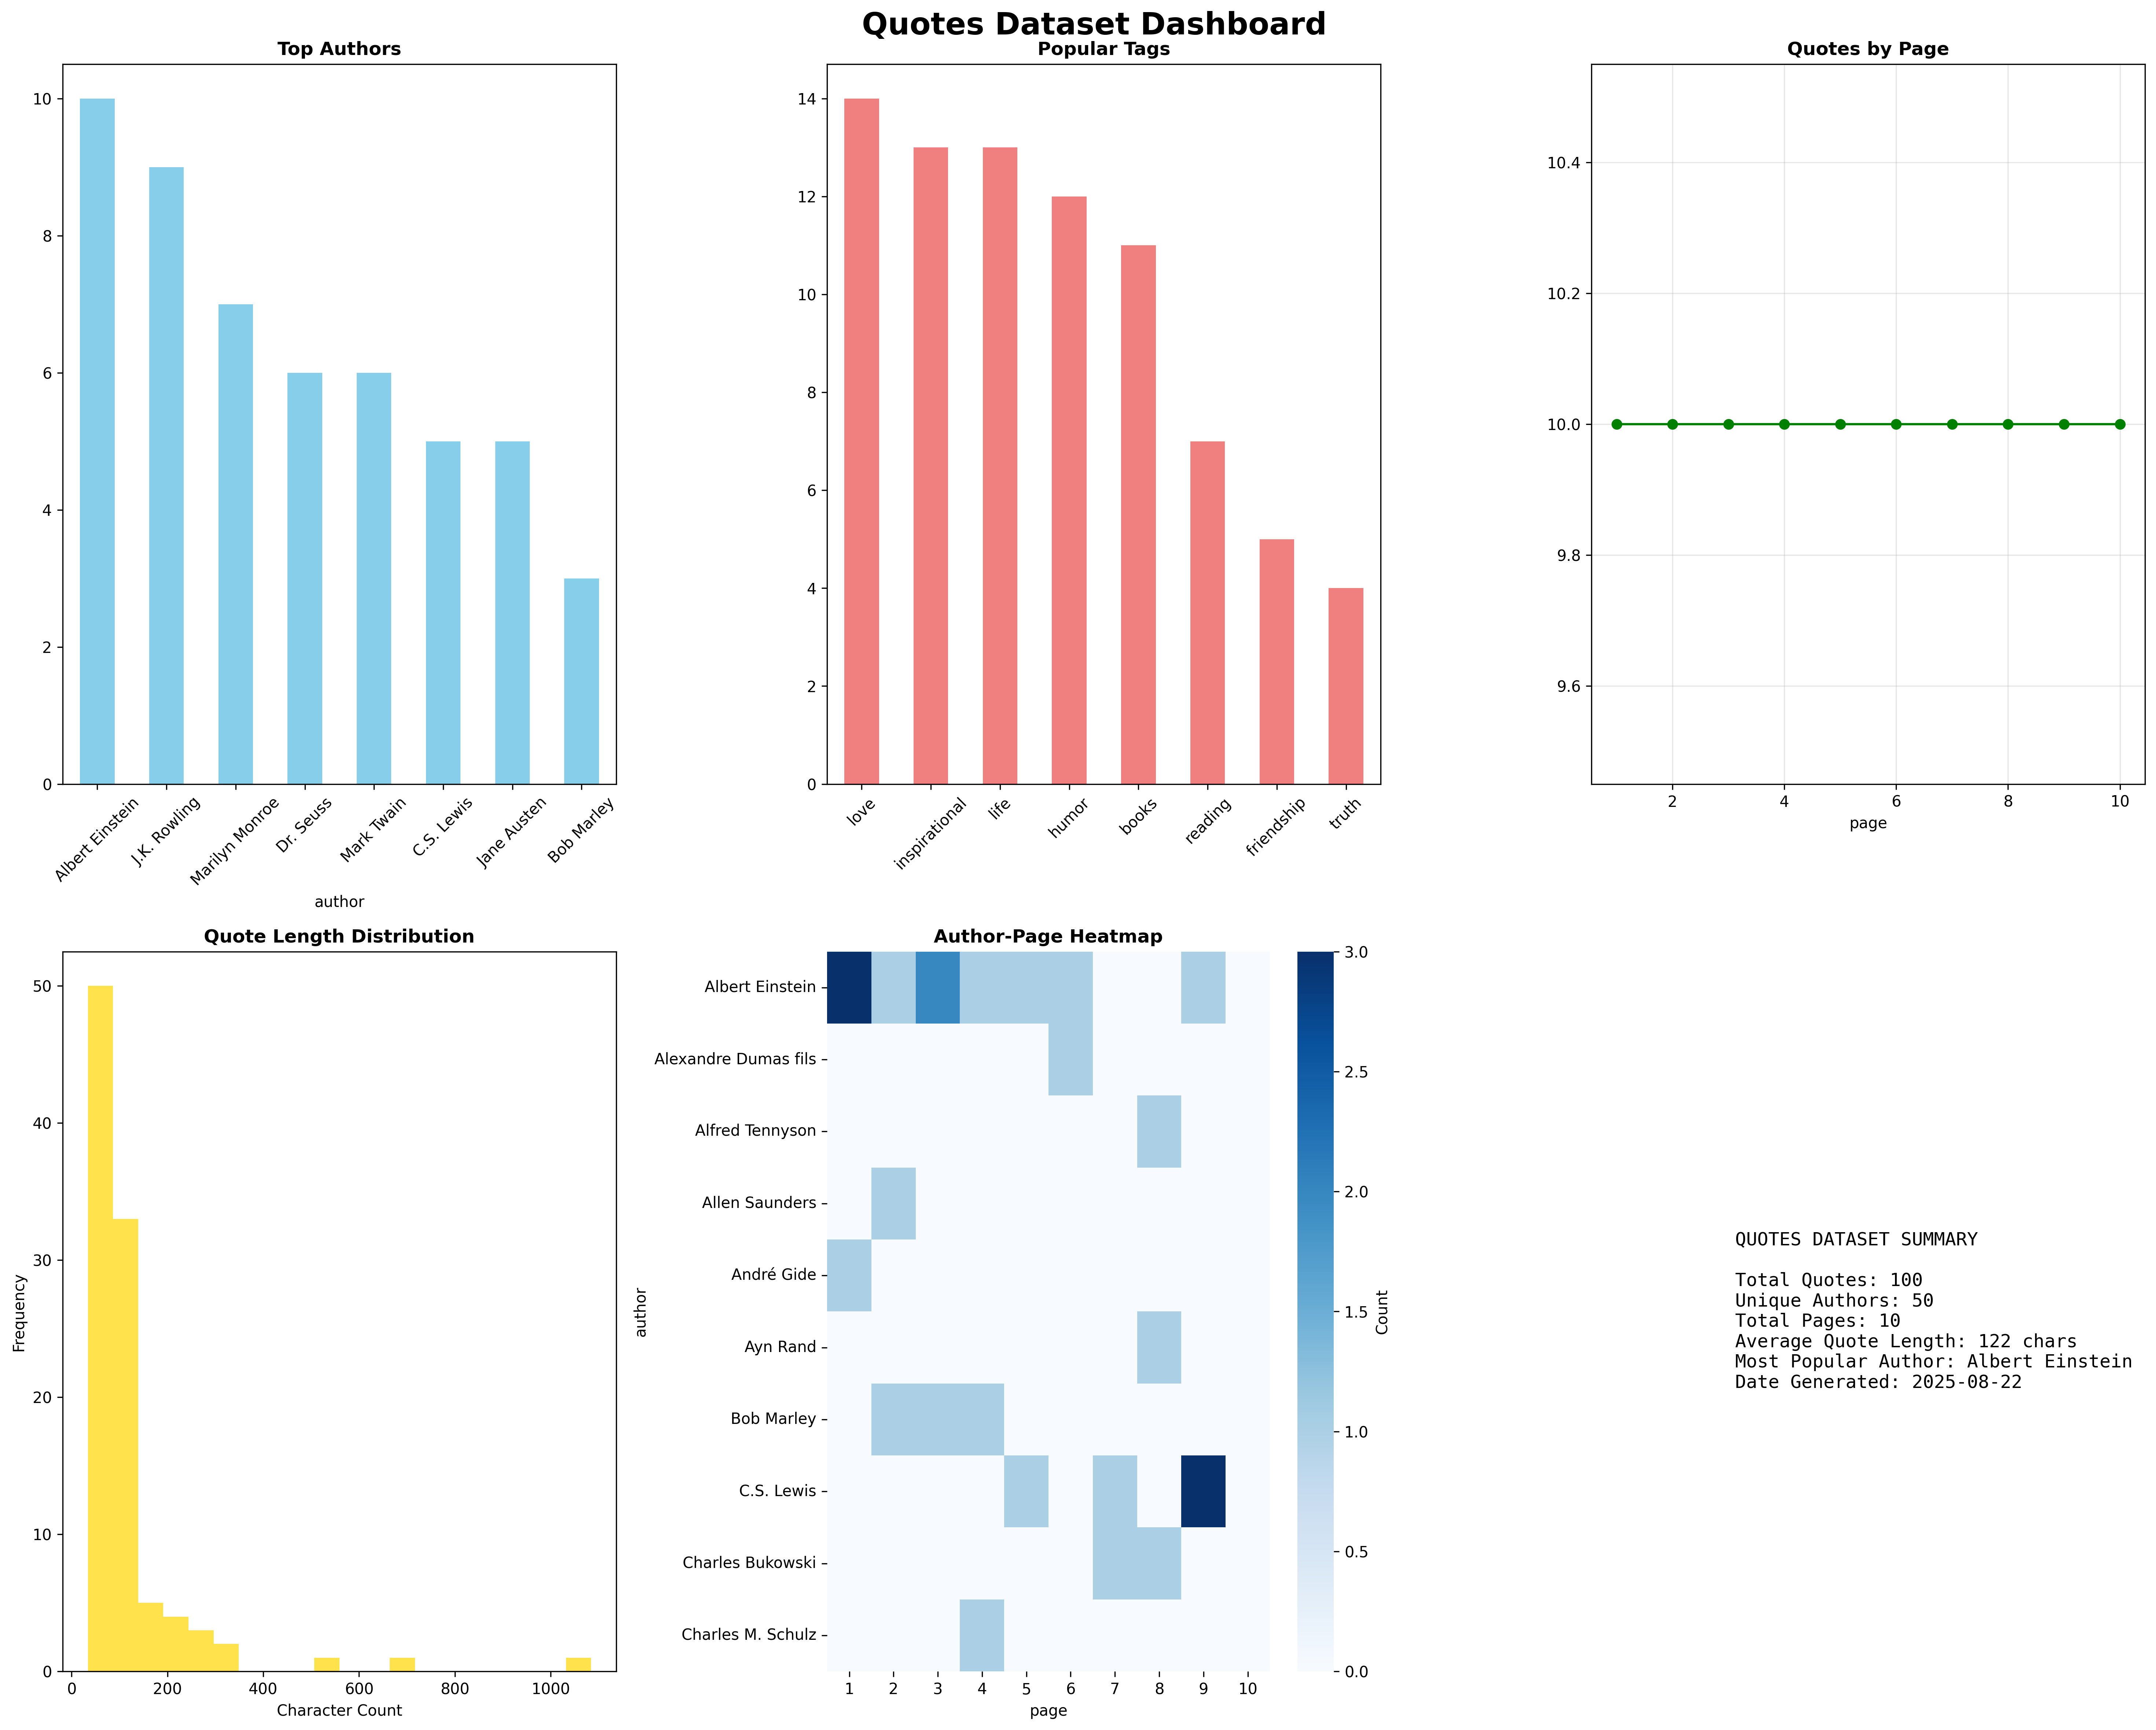 Quotes Dataset Dashboard
Top Authors
10
8
6
4
2
0
Albert Einstein
J.K. Rowling
Marilyn Monroe
Dr. Seuss
Mark Twain
C.S. Lewis
Jane Austen
Bob Marley
author
Popular Tags
14
12
10
8
6
4
2
0
love
inspirational
life
humor
books
reading
friendship
truth
Quotes by Page
10.4
10.2
10.0
9.8
9.6
2
4
6
8
10
page
Quote Length Distribution
Frequency
50
40
30
20
10
0
0
200
400
600
800
1000
Character Count
Author-Page Heatmap
author
Albert Einstein
Alexandre Dumas fils
Alfred Tennyson
Allen Saunders
André Gide
Ayn Rand
Bob Marley
C.S. Lewis
Charles Bukowski
Charles M. Schulz
1
2
3
4
5
6
7
8
9
10
page
3.0
2.5
2.0
1.5
1.0
0.5
0.0
Count
QUOTES DATASET SUMMARY
Total Quotes: 100
Unique Authors: 50
Total Pages: 10
Average Quote Length: 122 chars
Most Popular Author: Albert Einstein
Date Generated: 2025-08-22